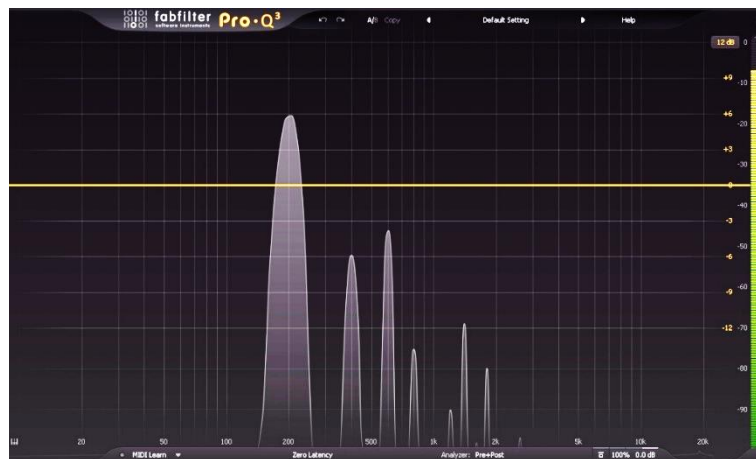 fabfilter Pro·Q³
software instruments
A/B Copy Default Setting Help
12 dB 0
+9 -10
+6 -20
+3 -30
0
-3 -40
-6 -50
-9 -60
-12 -70
-80
-90
20 50 100 200 500 1k 2k 5k 10k 20k
MIDI Learn Zero Latency Analyzer: Pre+Post 100% 0.0 dB